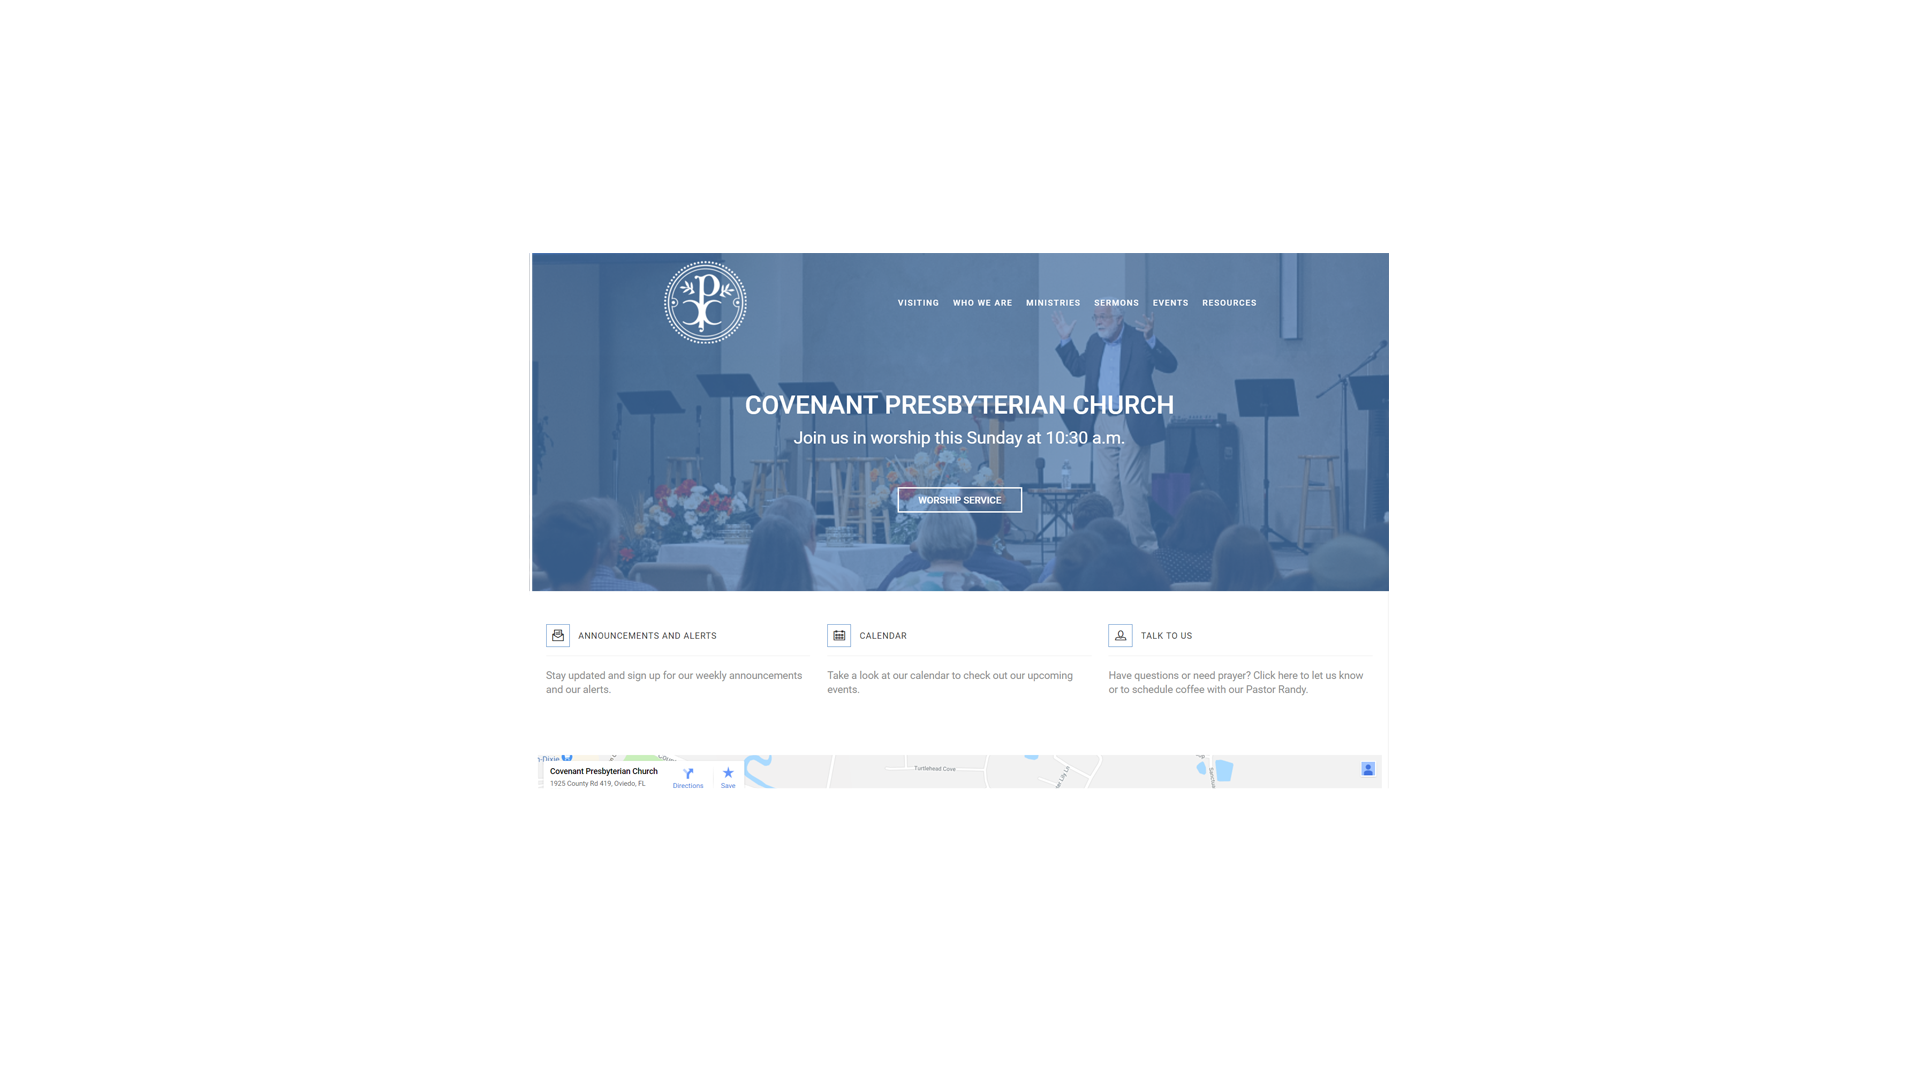 VISITING WHO WE ARE MINISTRIES SERMONS EVENTS RESOURCES
COVENANT PRESBYTERIAN CHURCH
Join us in worship this Sunday at 10:30 a.m.
WORSHIP SERVICE
ANNOUNCEMENTS AND ALERTS
Stay updated and sign up for our weekly announcements
and our alerts.
CALENDAR
Take a look at our calendar to check out our upcoming
events.
TALK TO US
Have questions or need prayer? Click here to let us know
or to schedule coffee with our Pastor Randy.
Covenant Presbyterian Church
1925 County Rd 419, Oviedo, FL
Directions
Save
Turtlehead Cove